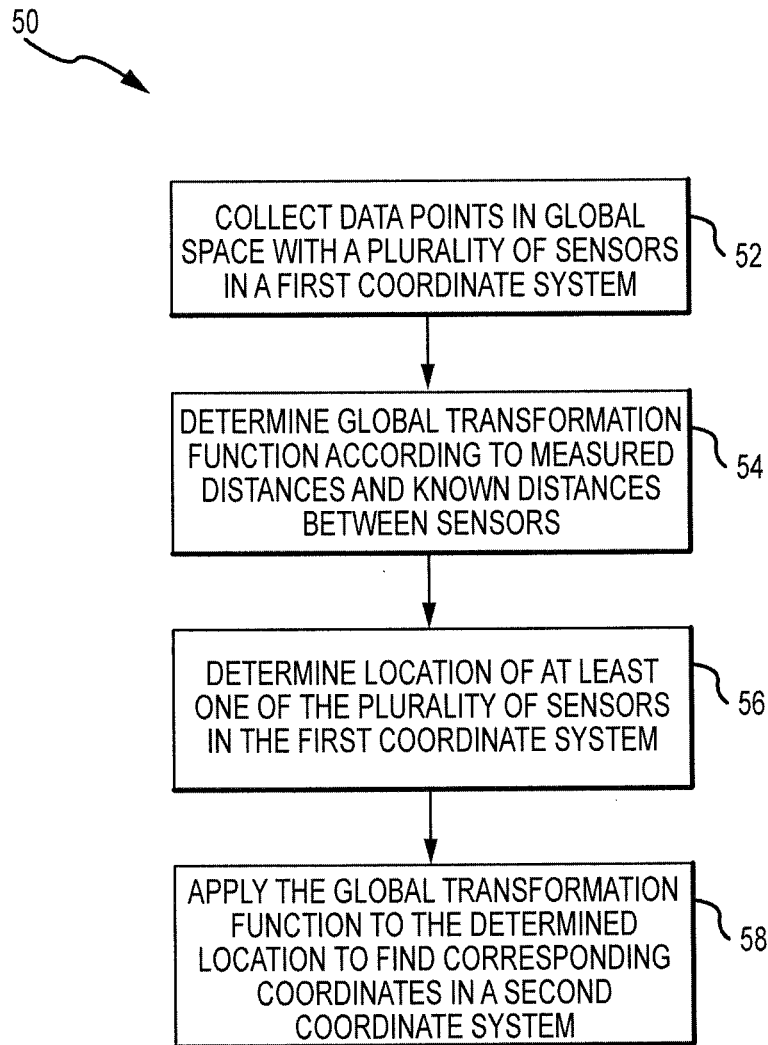 50
COLLECT DATA POINTS IN GLOBAL
SPACE WITH A PLURALITY OF SENSORS
IN A FIRST COORDINATE SYSTEM
52
DETERMINE GLOBAL TRANSFORMATION
FUNCTION ACCORDING TO MEASURED
DISTANCES AND KNOWN DISTANCES
BETWEEN SENSORS
54
DETERMINE LOCATION OF AT LEAST
ONE OF THE PLURALITY OF SENSORS
IN THE FIRST COORDINATE SYSTEM
56
APPLY THE GLOBAL TRANSFORMATION
FUNCTION TO THE DETERMINED
LOCATION TO FIND CORRESPONDING
COORDINATES IN A SECOND
COORDINATE SYSTEM
58